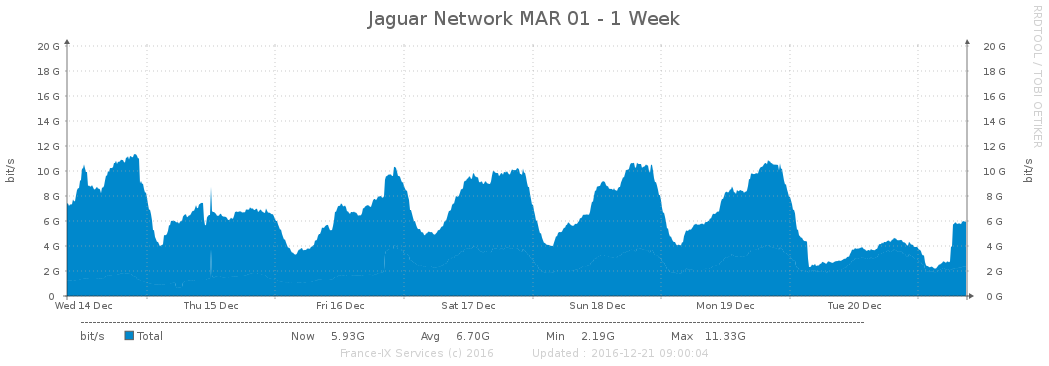 Jaguar Network MAR 01 - 1 Week
RRDTOOL / TOBI OETIKER
bit/s
20 G 20 G
18 G 18 G
16 G 16 G
14 G 14 G
12 G 12 G
10 G 10 G
8 G 8 G
6 G 6 G
4 G 4 G
2 G 2 G
0 0 G
bit/s
Wed 14 Dec Thu 15 Dec Fri 16 Dec Sat 17 Dec Sun 18 Dec Mon 19 Dec Tue 20 Dec
bit/s Total Now 5.93G Avg 6.70G Min 2.19G Max 11.33G
France-IX Services (c) 2016 Updated : 2016-12-21 09:00:04